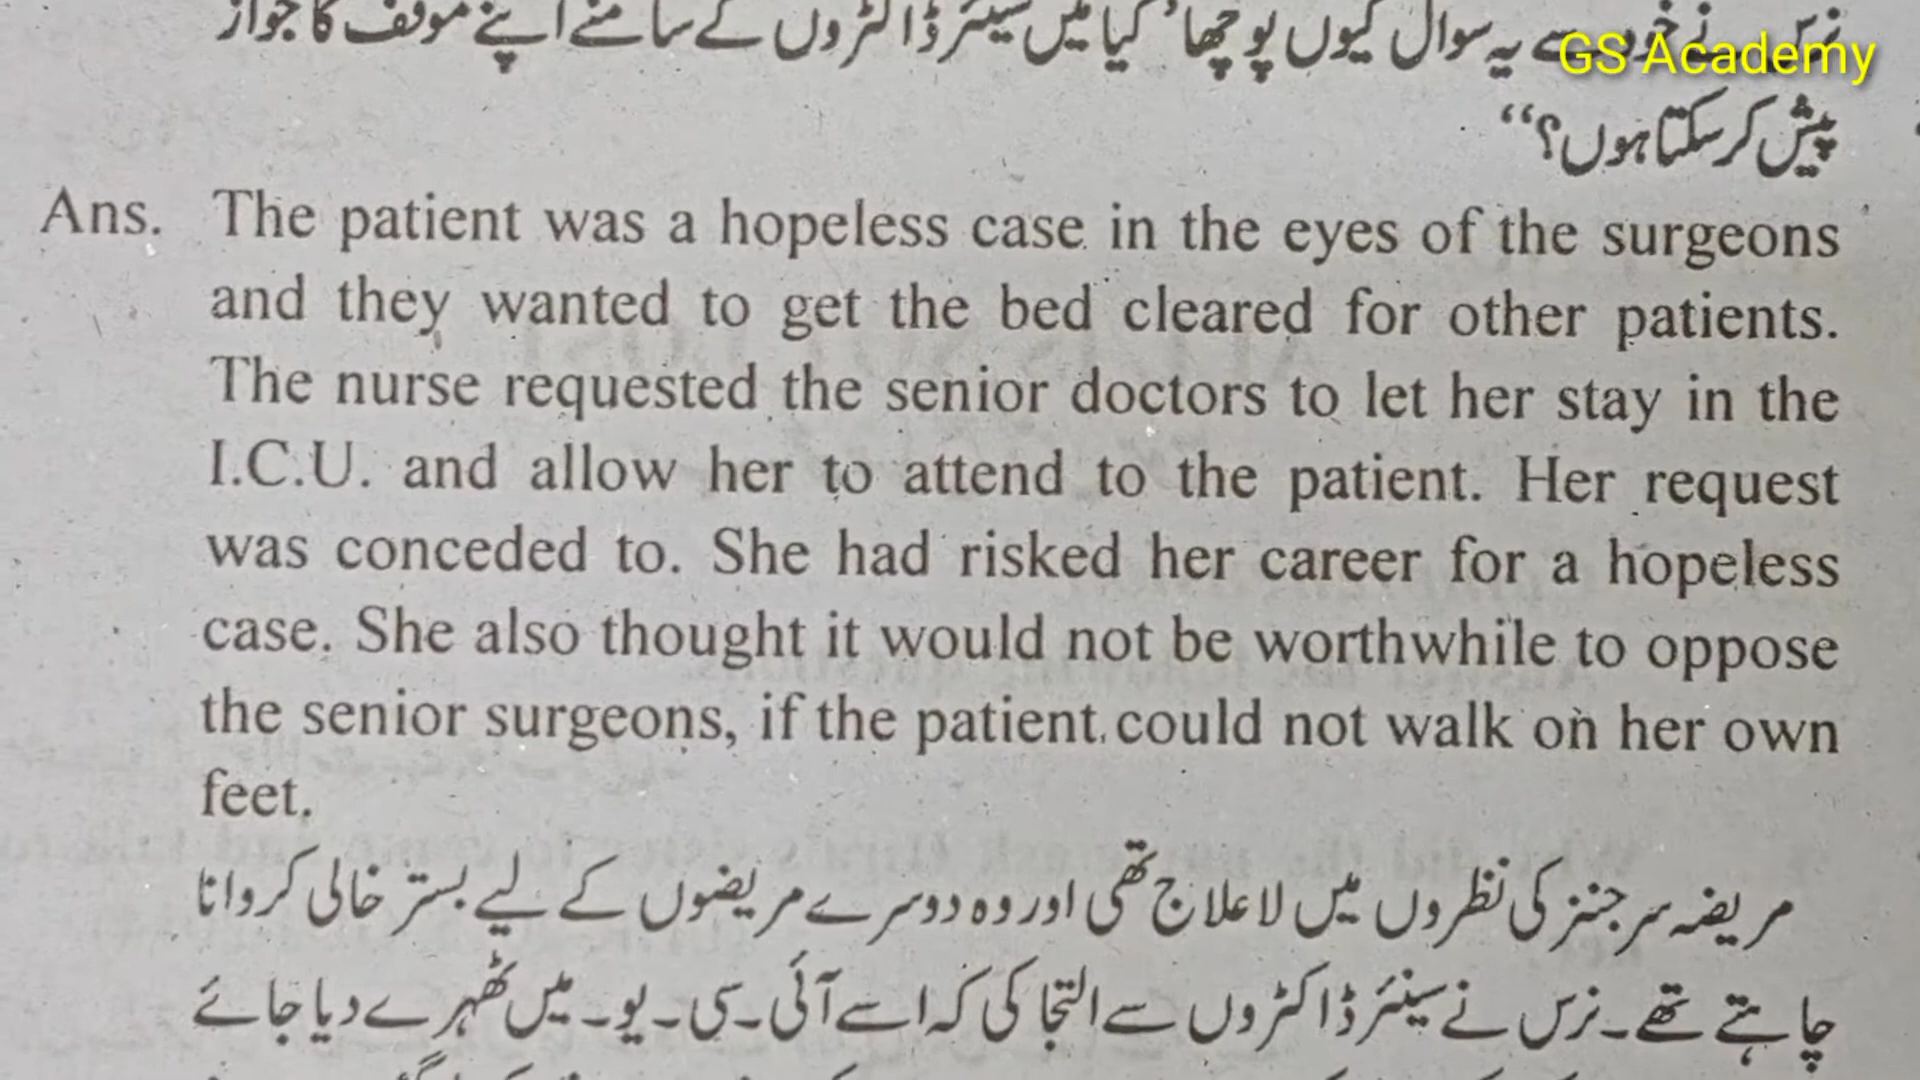 نرس نے خود سے یہ سوال کیوں پوچھا ’کیا میں سینئر ڈاکٹروں کے سامنے اپنے موقف کا جواز
GS Academy
پیش کر سکتا ہوں؟“
Ans. The patient was a hopeless case in the eyes of the surgeons
and they wanted to get the bed cleared for other patients.
The nurse requested the senior doctors to let her stay in the
I.C.U. and allow her to attend to the patient. Her request
was conceded to. She had risked her career for a hopeless
case. She also thought it would not be worthwhile to oppose
the senior surgeons, if the patient could not walk on her own
feet.
مریضہ سرجنز کی نظروں میں لاعلاج تھی اور وہ دوسرے مریضوں کے لیے بستر خالی کروانا
چاہتے تھے۔ نرس نے سینئر ڈاکٹروں سے التجا کی کہ اسے آئی۔سی۔یو۔ میں ٹھہرے دیا جائے